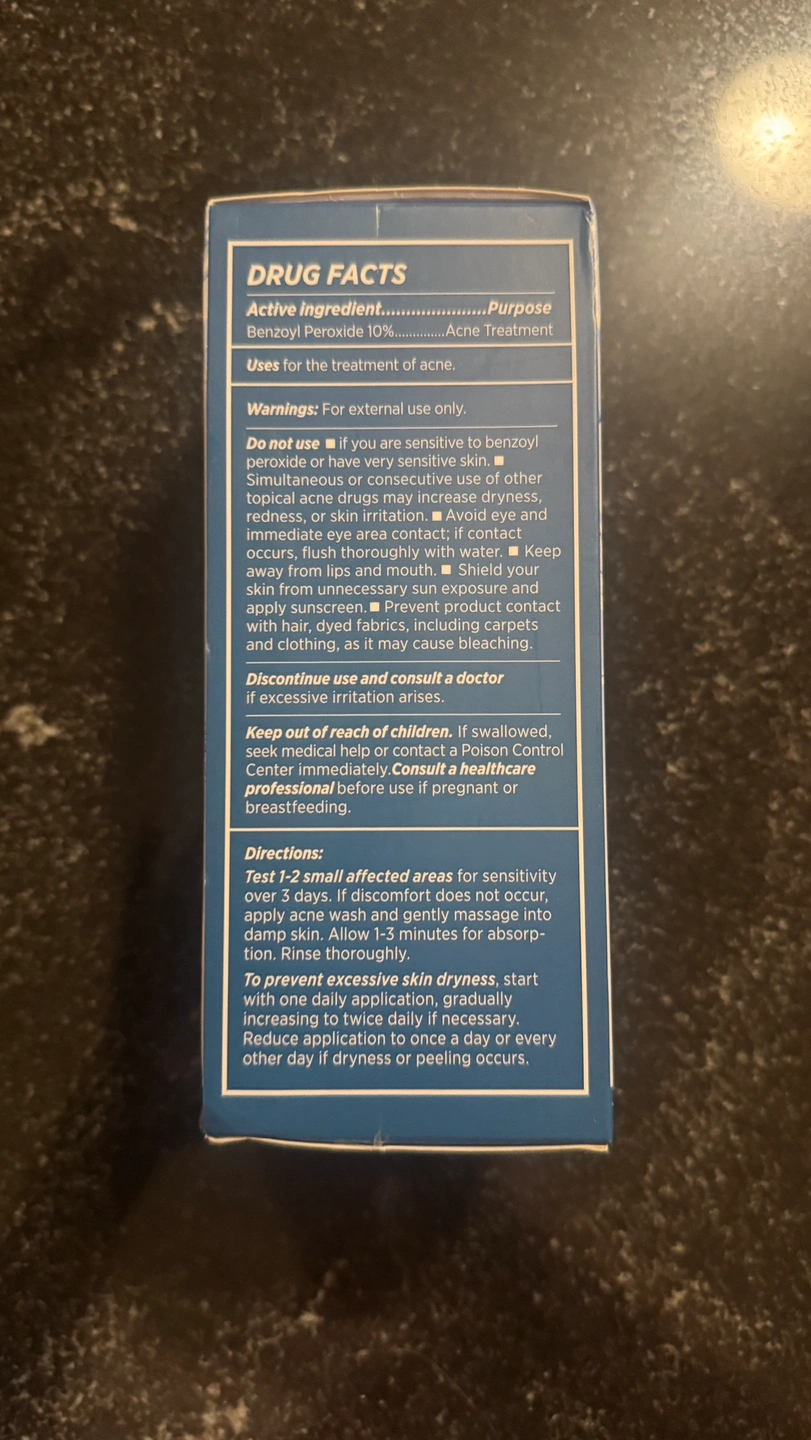 DRUG FACTS
Active ingredient.....................Purpose
Benzoyl Peroxide 10%..............Acne Treatment
Uses for the treatment of acne.
Warnings: For external use only.
Do not use ■ if you are sensitive to benzoyl
peroxide or have very sensitive skin. ■
Simultaneous or consecutive use of other
topical acne drugs may increase dryness,
redness, or skin irritation. ■ Avoid eye and
immediate eye area contact; if contact
occurs, flush thoroughly with water. ■ Keep
away from lips and mouth. ■ Shield your
skin from unnecessary sun exposure and
apply sunscreen. ■ Prevent product contact
with hair, dyed fabrics, including carpets
and clothing, as it may cause bleaching.
Discontinue use and consult a doctor
if excessive irritation arises.
Keep out of reach of children. If swallowed,
seek medical help or contact a Poison Control
Center immediately.Consult a healthcare
professional before use if pregnant or
breastfeeding.
Directions:
Test 1-2 small affected areas for sensitivity
over 3 days. If discomfort does not occur,
apply acne wash and gently massage into
damp skin. Allow 1-3 minutes for absorp-
tion. Rinse thoroughly.
To prevent excessive skin dryness, start
with one daily application, gradually
increasing to twice daily if necessary.
Reduce application to once a day or every
other day if dryness or peeling occurs.